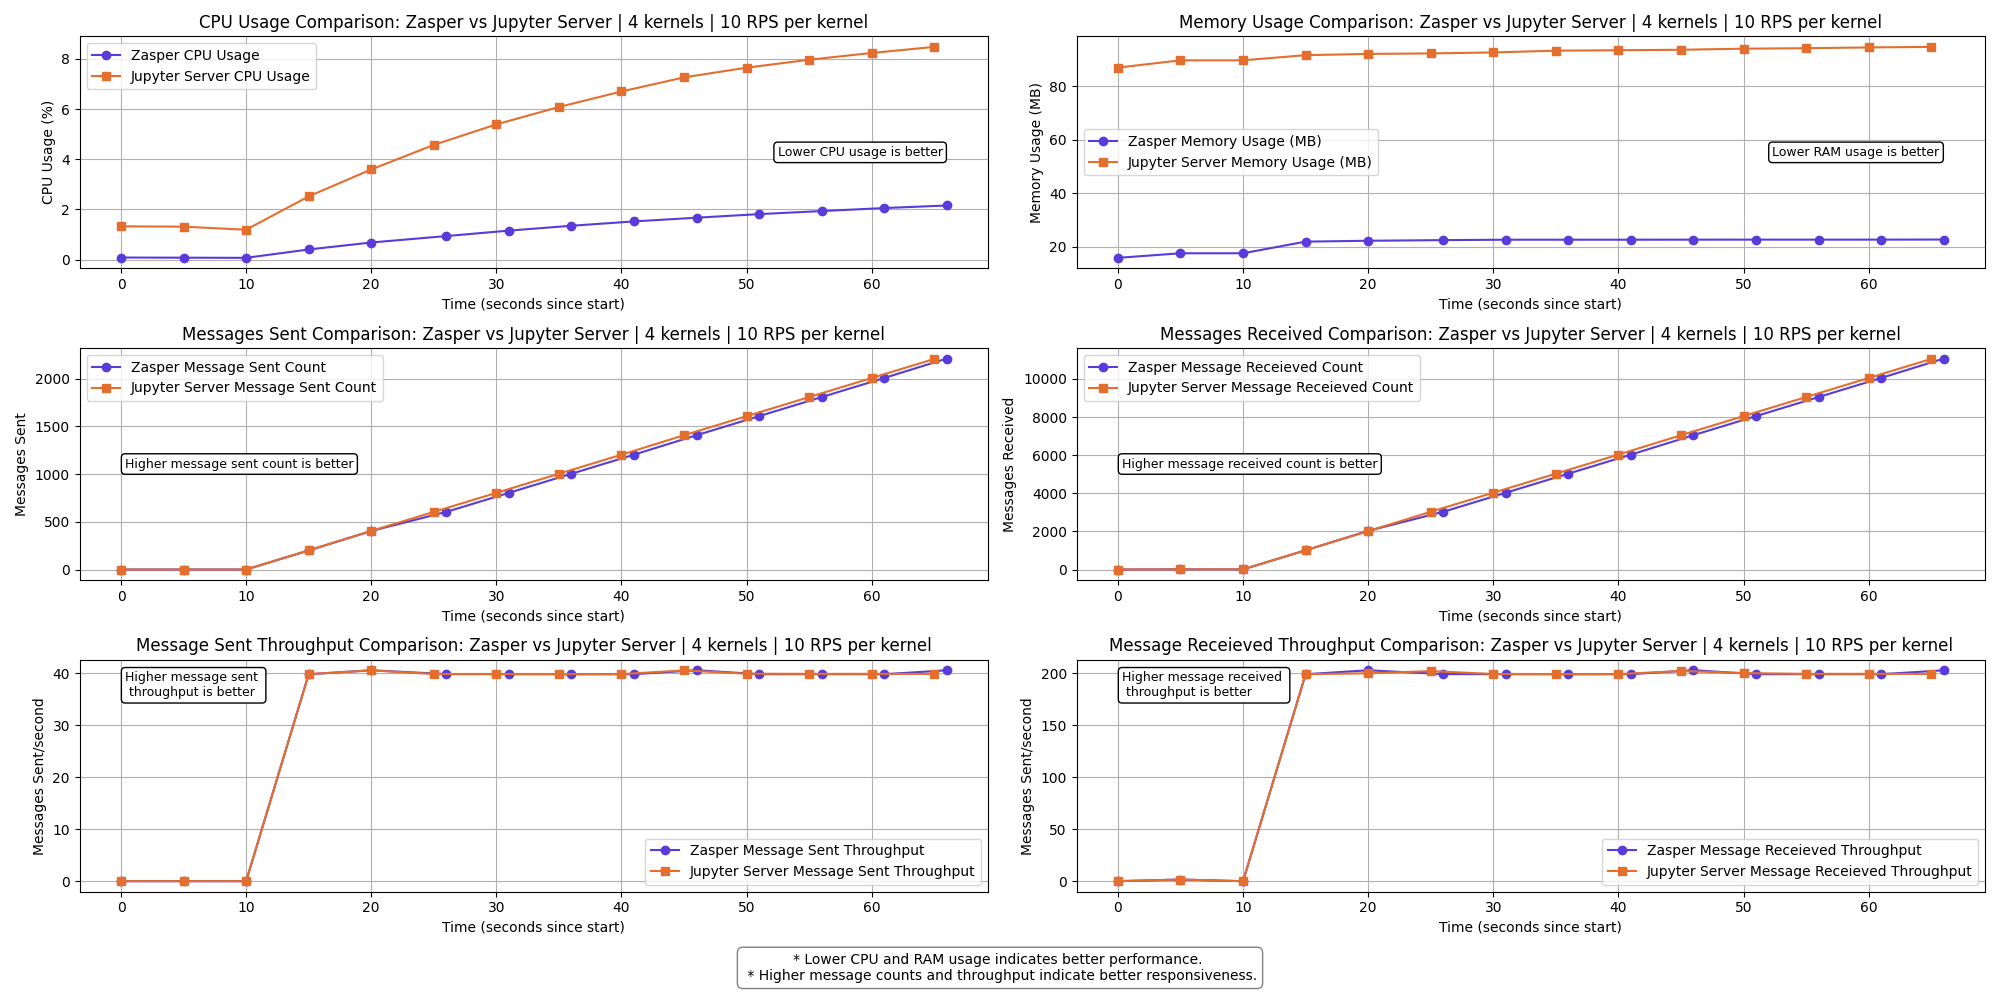 CPU Usage Comparison: Zasper vs Jupyter Server | 4 kernels | 10 RPS per kernel
Zasper CPU Usage
Jupyter Server CPU Usage
Lower CPU usage is better
CPU Usage (%)
8
6
4
2
0
0 10 20 30 40 50 60
Time (seconds since start)
Memory Usage Comparison: Zasper vs Jupyter Server | 4 kernels | 10 RPS per kernel
Zasper Memory Usage (MB)
Jupyter Server Memory Usage (MB)
Lower RAM usage is better
Memory Usage (MB)
80
60
40
20
0 10 20 30 40 50 60
Time (seconds since start)
Messages Sent Comparison: Zasper vs Jupyter Server | 4 kernels | 10 RPS per kernel
Zasper Message Sent Count
Jupyter Server Message Sent Count
Higher message sent count is better
Messages Sent
2000
1500
1000
500
0
0 10 20 30 40 50 60
Time (seconds since start)
Messages Received Comparison: Zasper vs Jupyter Server | 4 kernels | 10 RPS per kernel
Zasper Message Receieved Count
Jupyter Server Message Receieved Count
Higher message received count is better
Messages Received
10000
8000
6000
4000
2000
0
0 10 20 30 40 50 60
Time (seconds since start)
Message Sent Throughput Comparison: Zasper vs Jupyter Server | 4 kernels | 10 RPS per kernel
Higher message sent
throughput is better
Zasper Message Sent Throughput
Jupyter Server Message Sent Throughput
Messages Sent/second
40
30
20
10
0
0 10 20 30 40 50 60
Time (seconds since start)
Message Receieved Throughput Comparison: Zasper vs Jupyter Server | 4 kernels | 10 RPS per kernel
Higher message received
throughput is better
Zasper Message Receieved Throughput
Jupyter Server Message Receieved Throughput
Messages Sent/second
200
150
100
50
0
0 10 20 30 40 50 60
Time (seconds since start)
* Lower CPU and RAM usage indicates better performance.
* Higher message counts and throughput indicate better responsiveness.